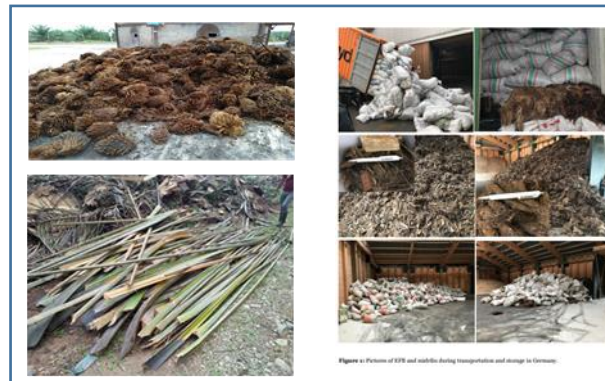 Figure 1: Pictures of EFB and midribs during transportation and storage in Germany.